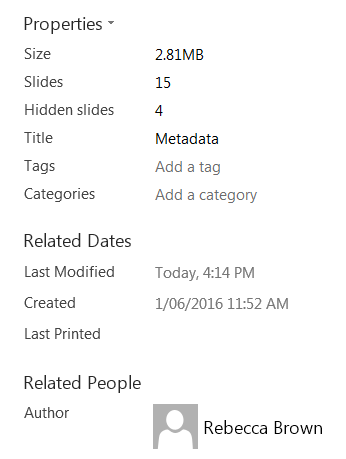 Properties
Size 2.81MB
Slides 15
Hidden slides 4
Title Metadata
Tags Add a tag
Categories Add a category
Related Dates
Last Modified Today, 4:14 PM
Created 1/06/2016 11:52 AM
Last Printed
Related People
Author Rebecca Brown